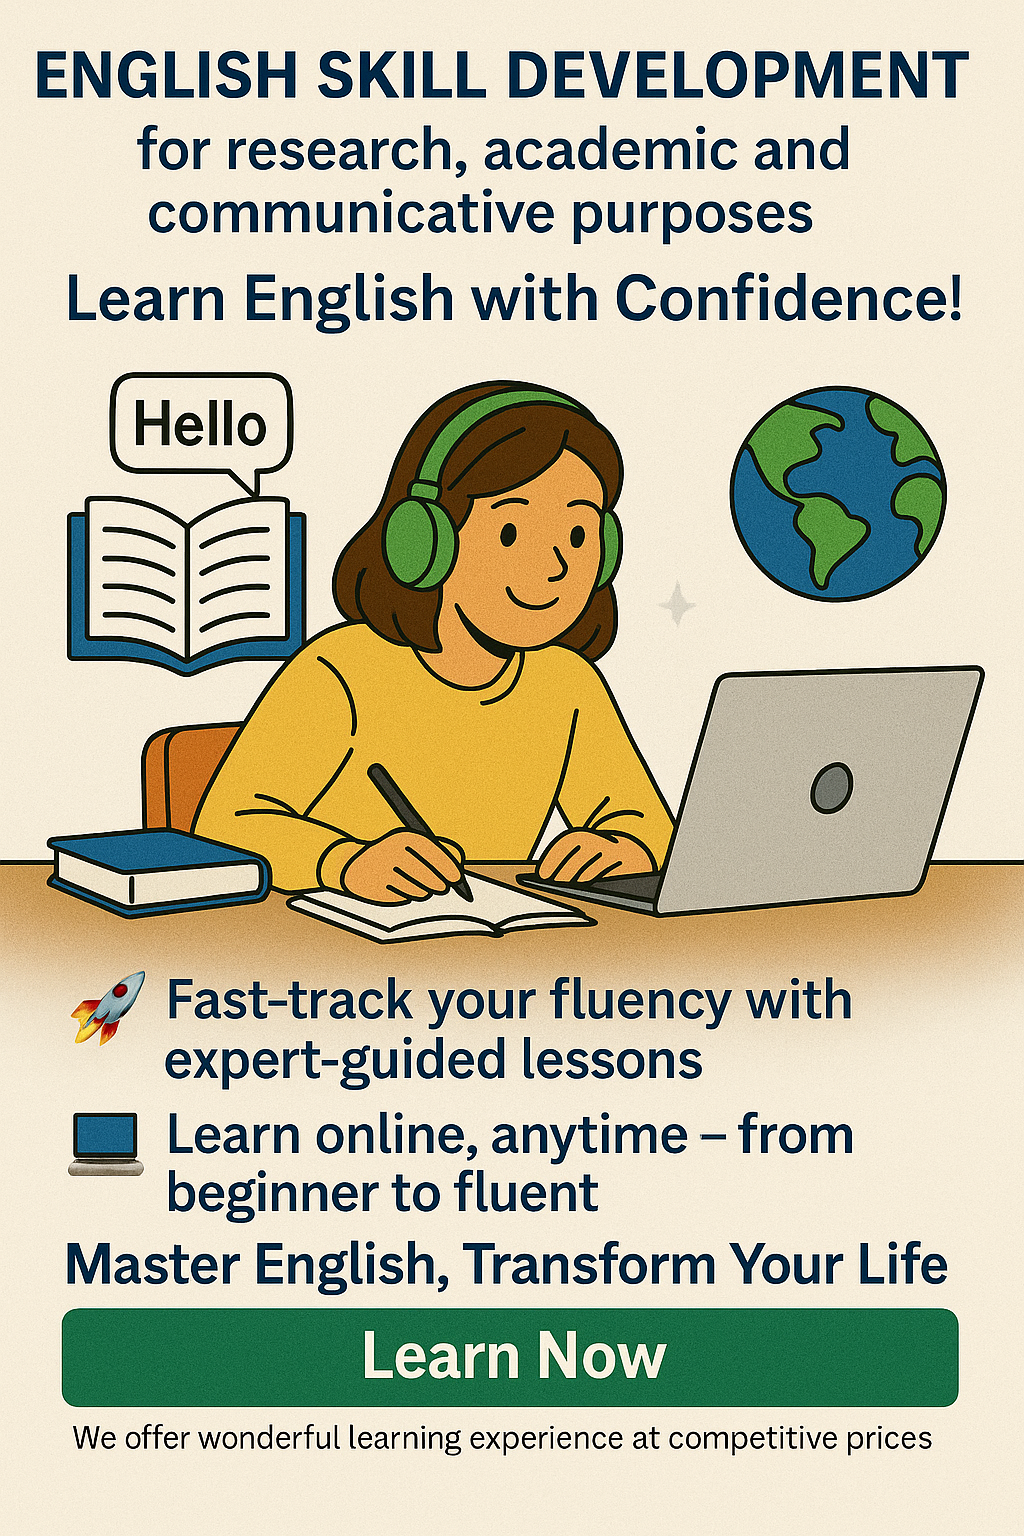 ENGLISH SKILL DEVELOPMENT
for research, academic and
communicative purposes
Learn English with Confidence!
Hello
Fast-track your fluency with
expert-guided lessons
Learn online, anytime – from
beginner to fluent
Master English, Transform Your Life
Learn Now
We offer wonderful learning experience at competitive prices